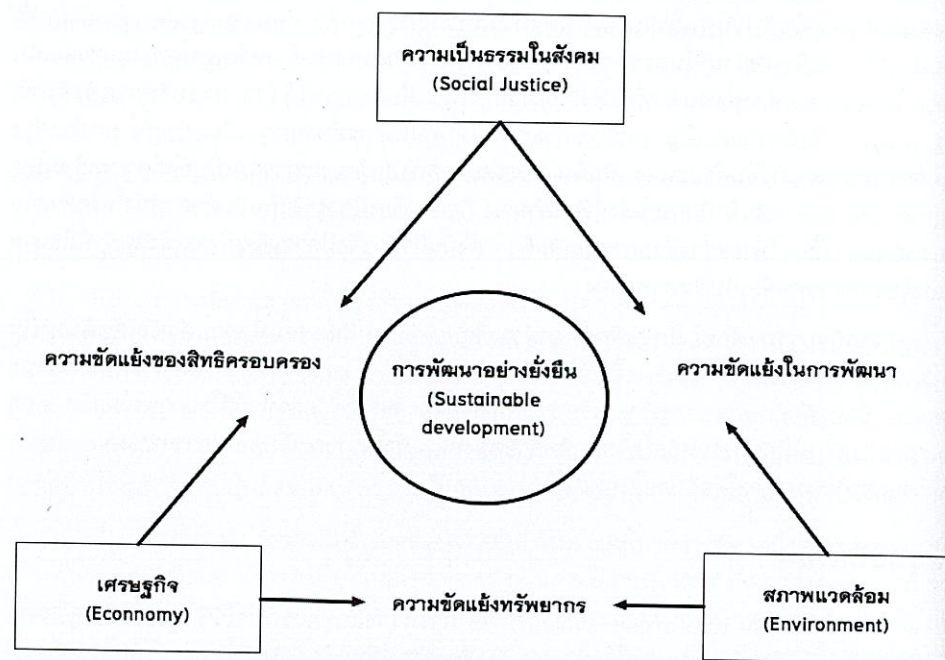 ความเป็นธรรมในสังคม
(Social Justice)
ความขัดแย้งของสิทธิครอบครอง
การพัฒนาอย่างยั่งยืน
(Sustainable
development)
ความขัดแย้งในการพัฒนา
เศรษฐกิจ
(Econnomy)
ความขัดแย้งทรัพยากร
สภาพแวดล้อม
(Environment)